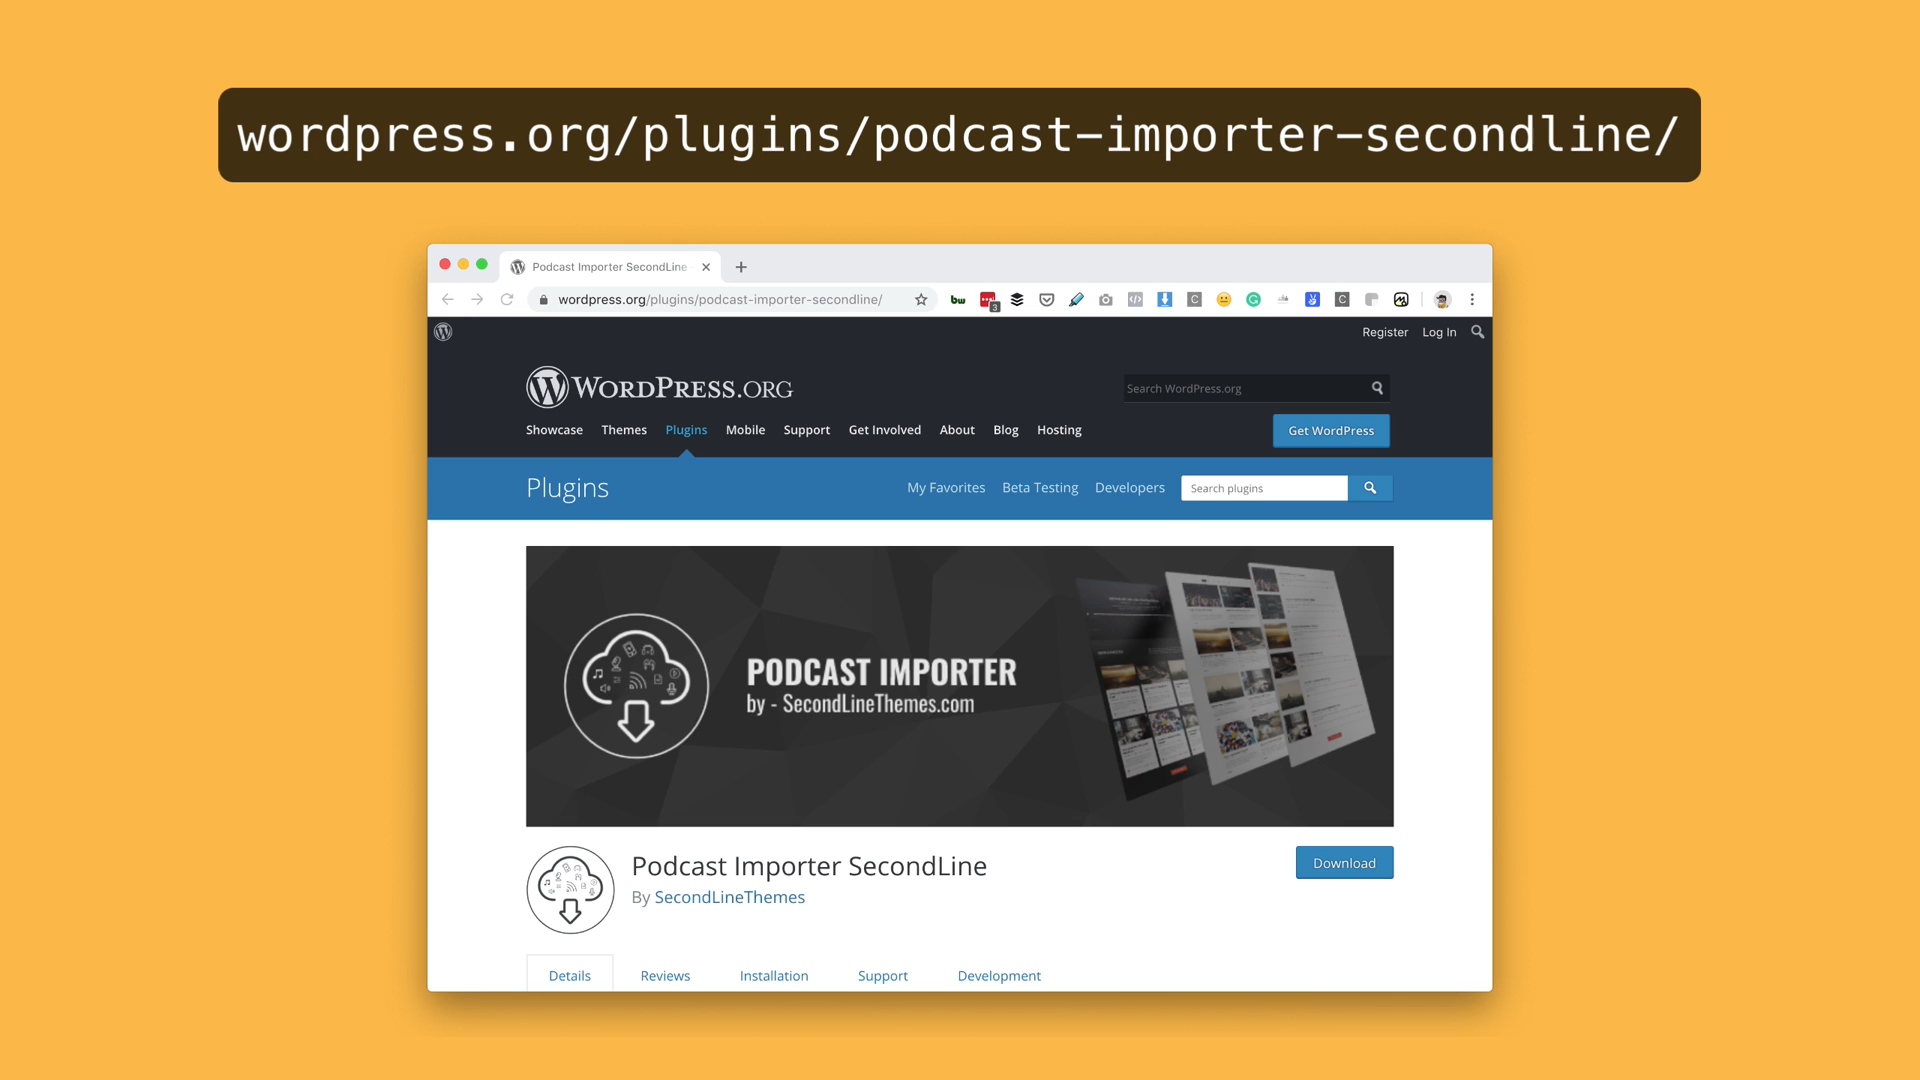 wordpress.org/plugins/podcast-importer-secondline/
Podcast Importer SecondLine
wordpress.org/plugins/podcast-importer-secondline/
3
Register Log In
WORDPRESS.ORG
Search WordPress.org
Showcase Themes Plugins Mobile Support Get Involved About Blog Hosting
Get WordPress
Plugins
My Favorites Beta Testing Developers
Search plugins
PODCAST IMPORTER
by - SecondLineThemes.com
Podcast Importer SecondLine
Download
By SecondLineThemes
Details Reviews Installation Support Development